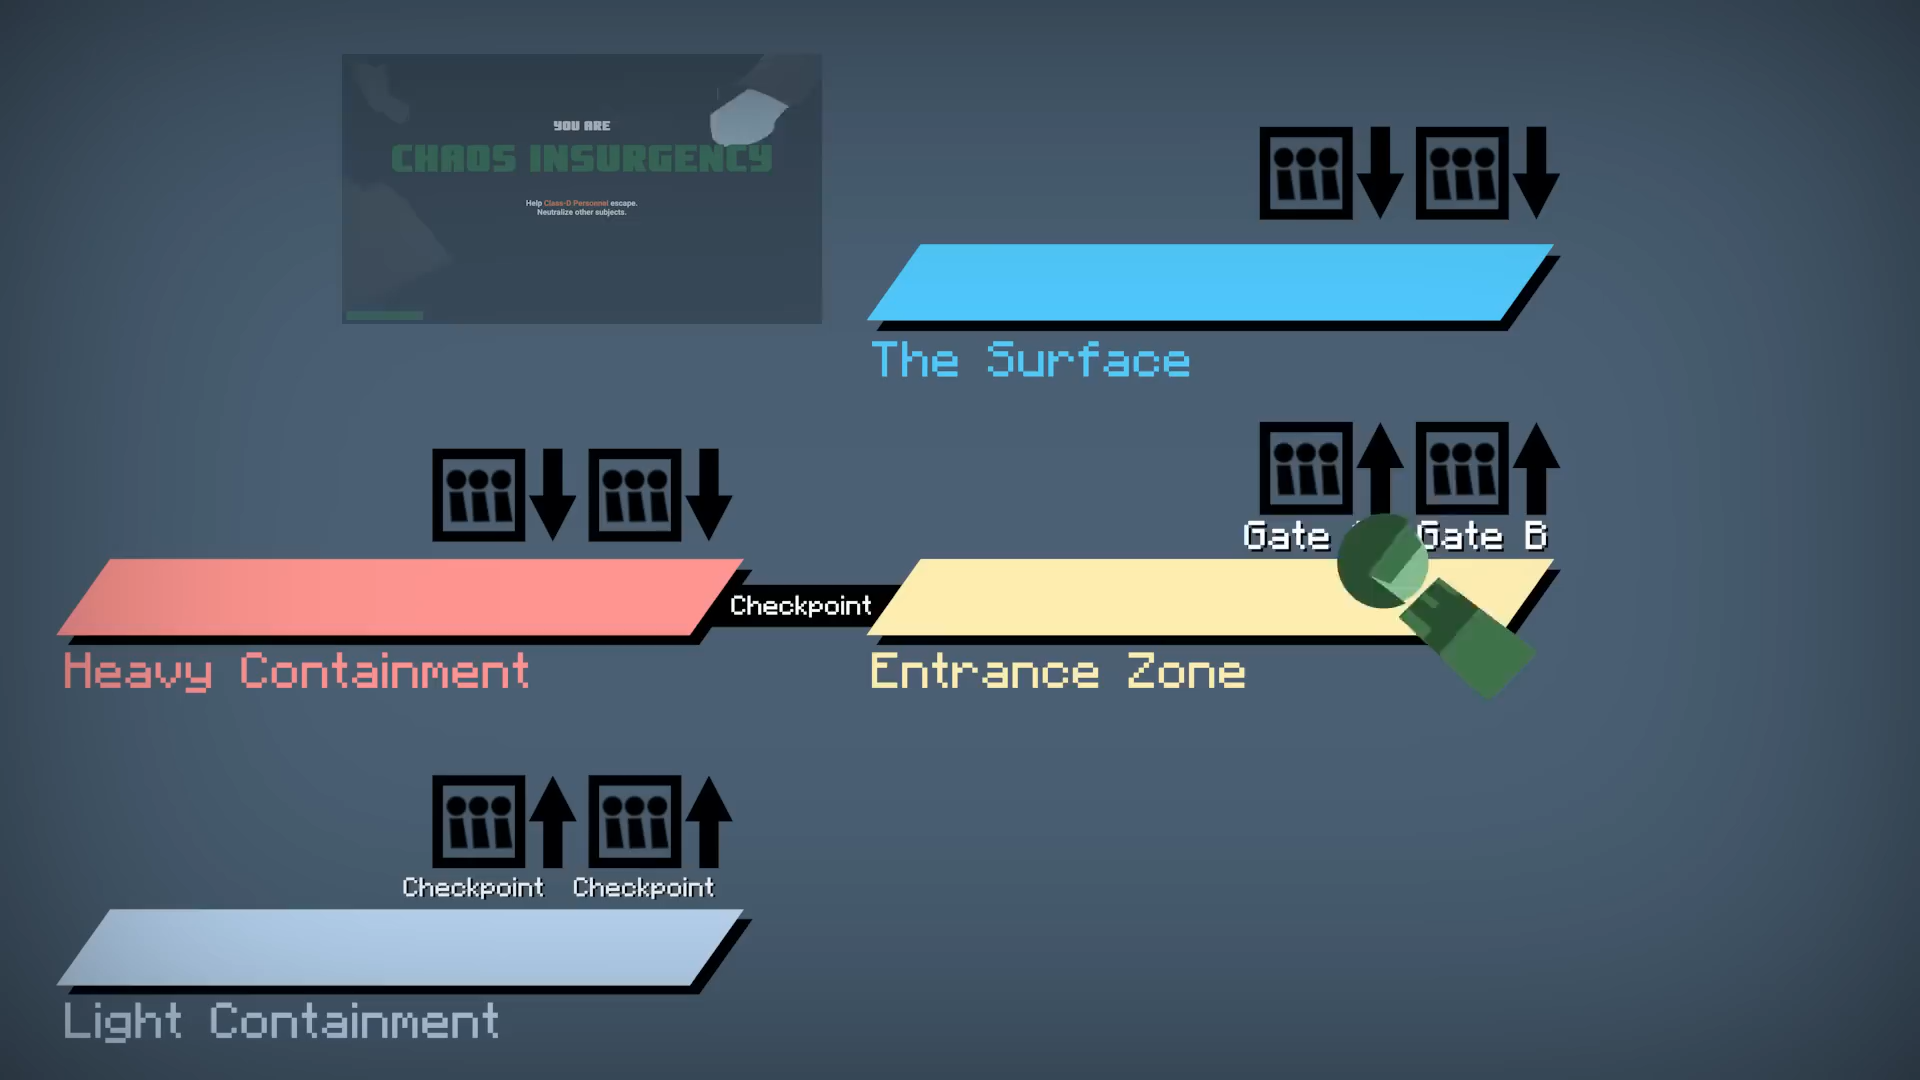 YOU ARE
CHAOS INSURGENCY
Help Class-D Personnel escape.
Neutralize other subjects.
The Surface
Gate
Gate B
Checkpoint
Heavy Containment
Entrance Zone
Checkpoint
Checkpoint
Light Containment